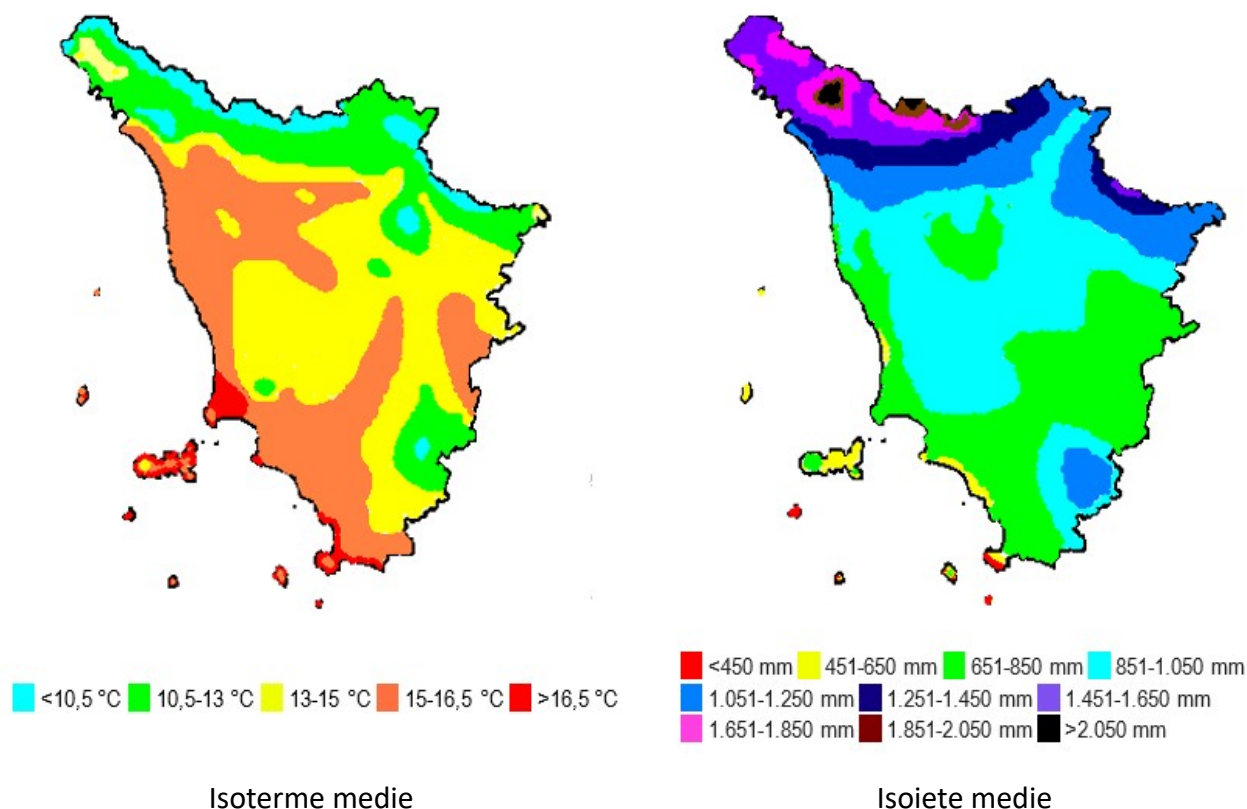 <10,5 °C 10,5-13 °C 13-15 °C 15-16,5 °C >16,5 °C
<450 mm 451-650 mm 651-850 mm 851-1.050 mm
1.051-1.250 mm 1.251-1.450 mm 1.451-1.650 mm
1.651-1.850 mm 1.851-2.050 mm >2.050 mm
Isoterme medie
Isoiete medie